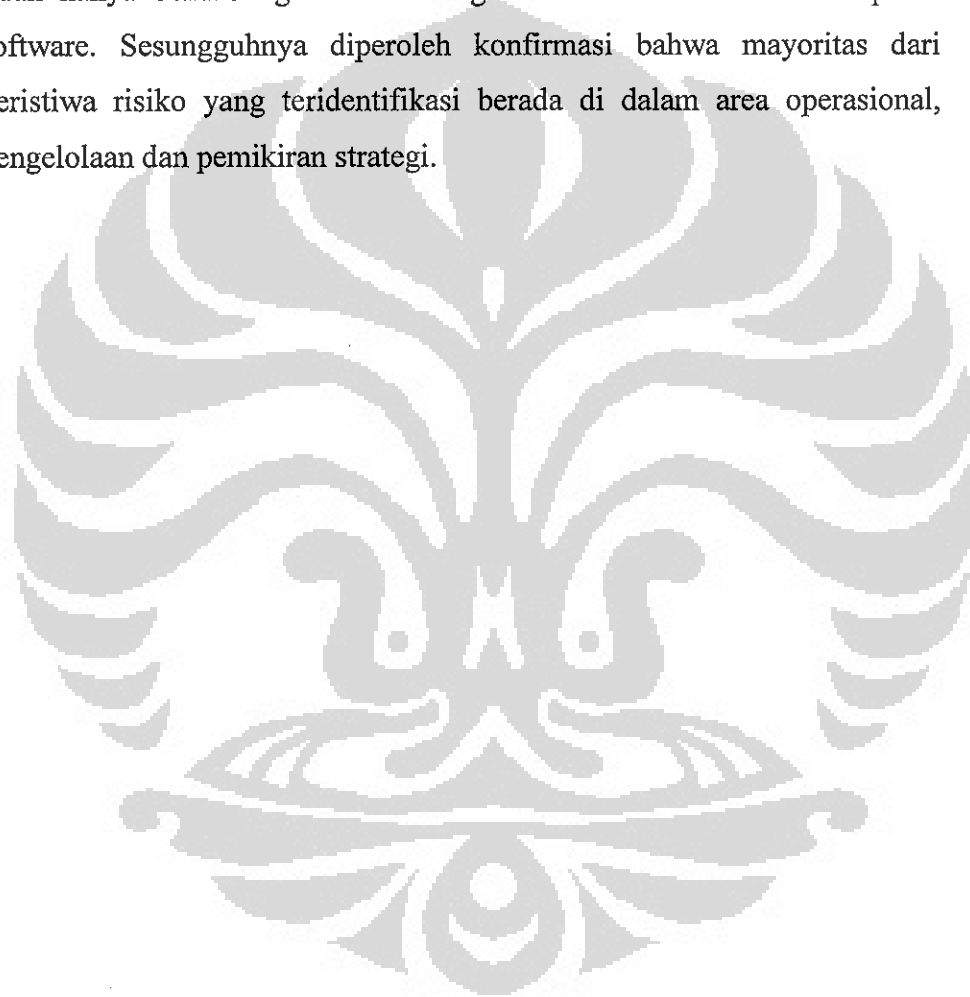 oftware. Sesungguhnya diperoleh konfirmasi bahwa mayoritas dari
eristiwa risiko yang teridentifikasi berada di dalam area operasional,
engelolaan dan pemikiran strategi.